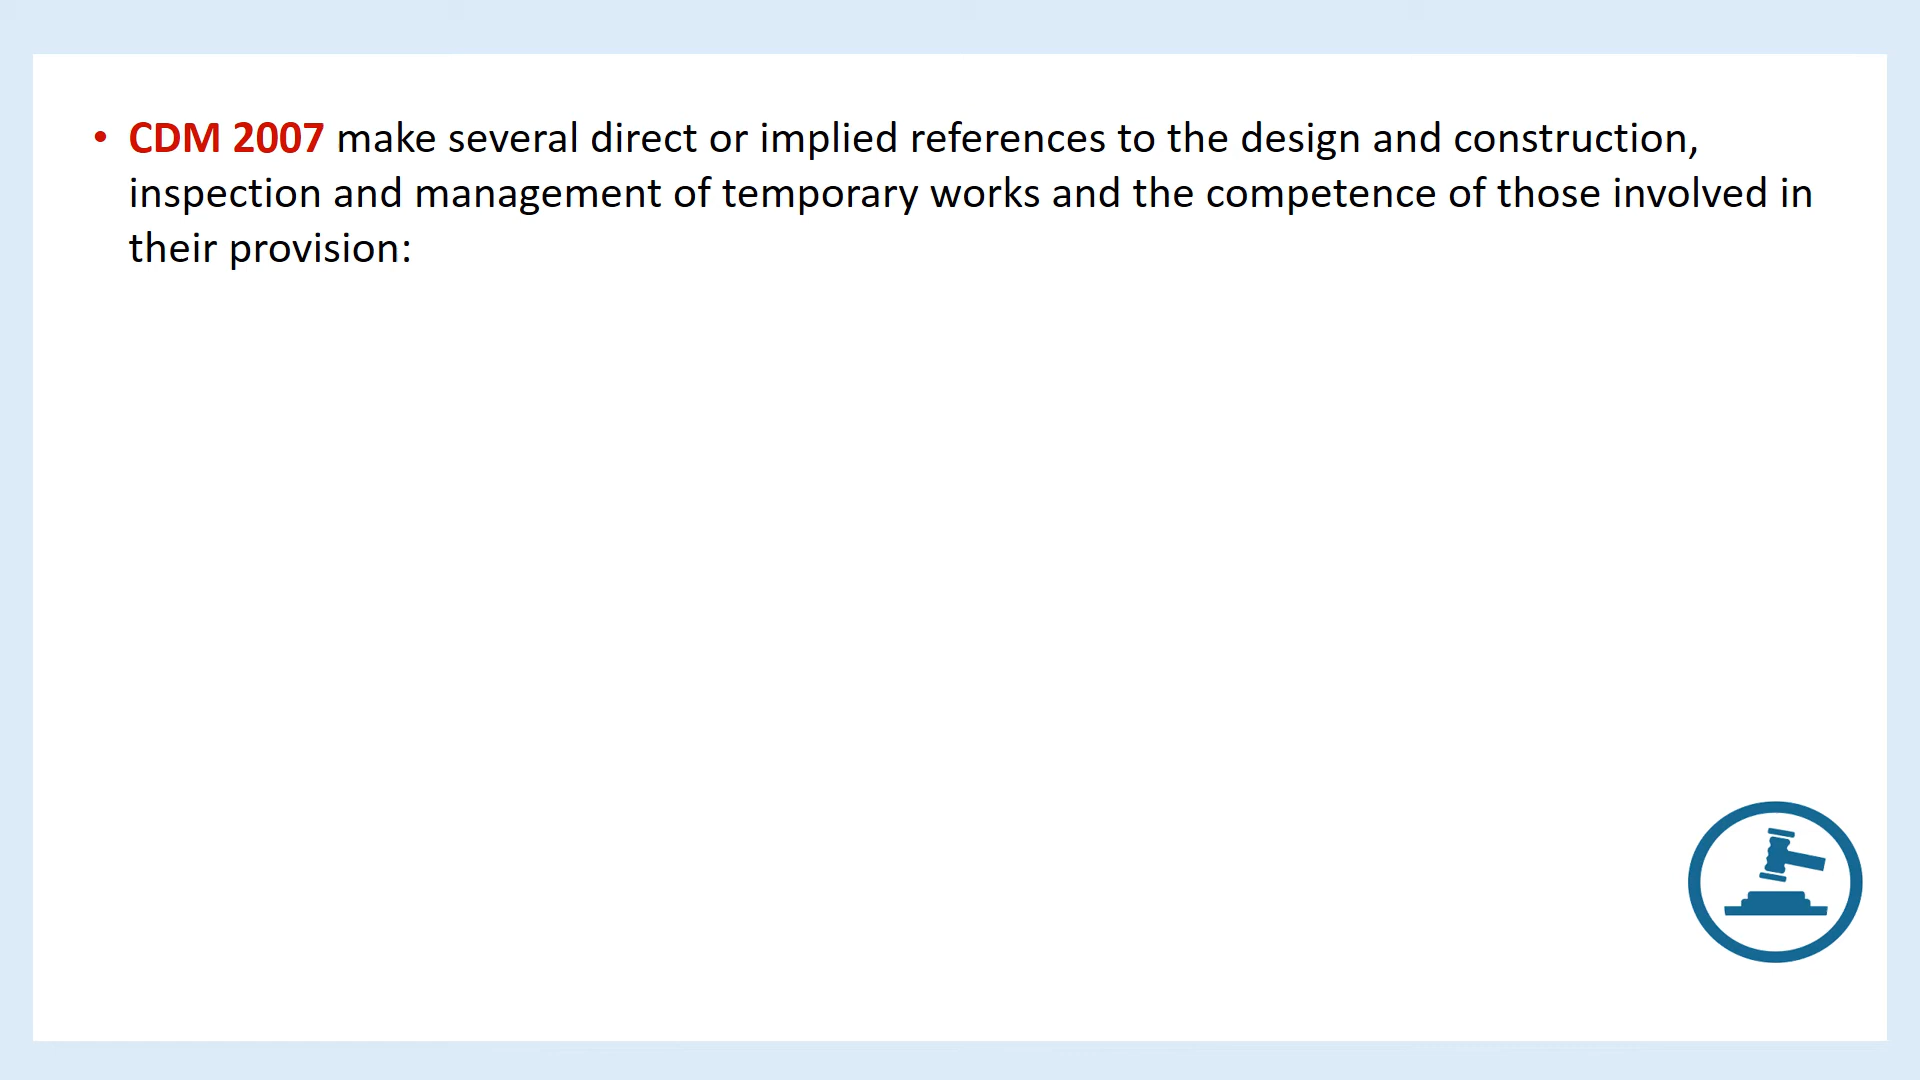 • CDM 2007 make several direct or implied references to the design and construction,
inspection and management of temporary works and the competence of those involved in
their provision: